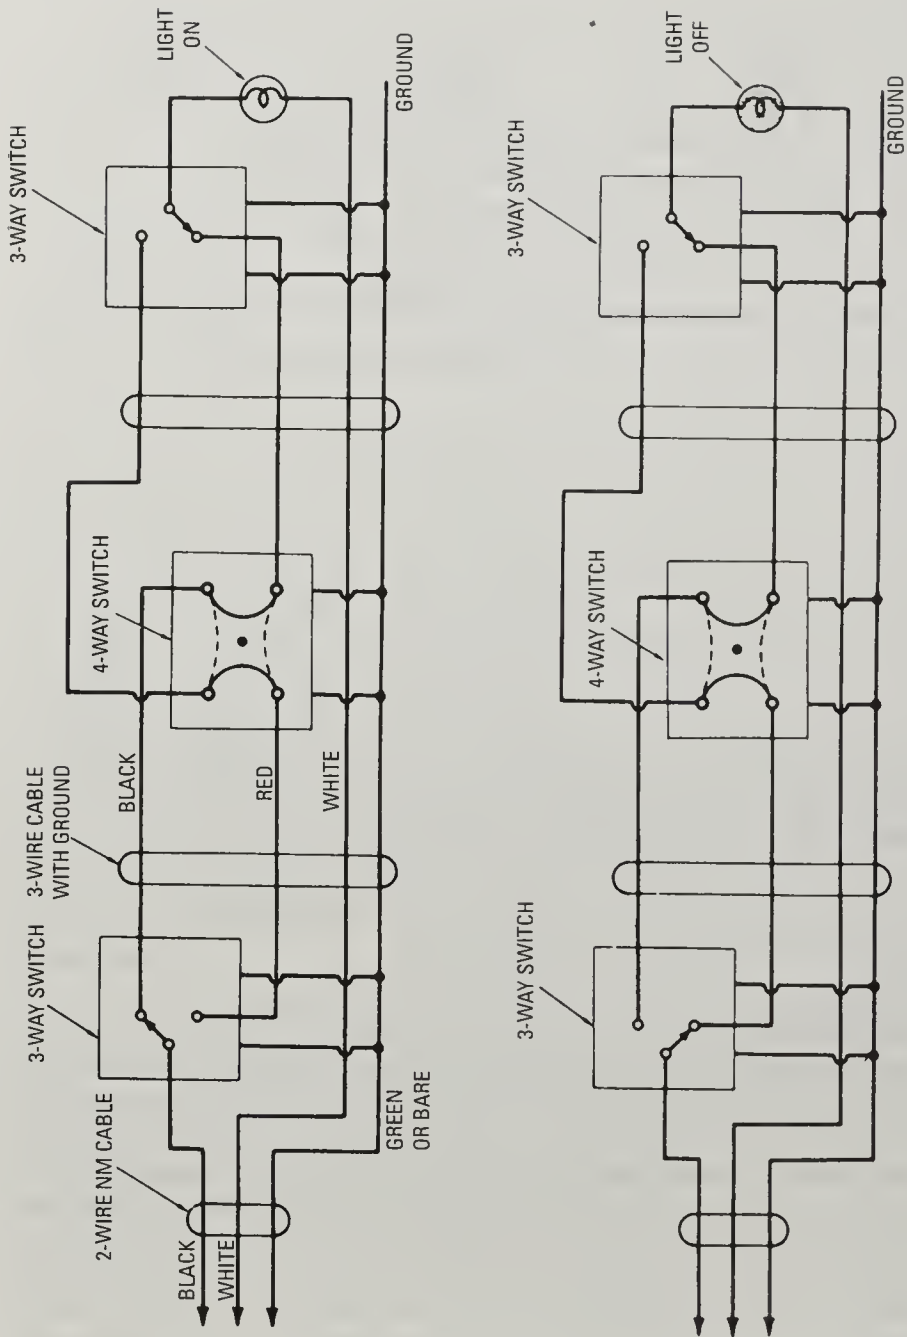 2-WIRE NM CABLE
BLACK
WHITE
3-WAY SWITCH
3-WIRE CABLE
WITH GROUND
BLACK
RED
WHITE
GREEN
OR BARE
4-WAY SWITCH
3-WAY SWITCH
LIGHT
ON
GROUND
3-WAY SWITCH
4-WAY SWITCH
3-WAY SWITCH
LIGHT
OFF
GROUND